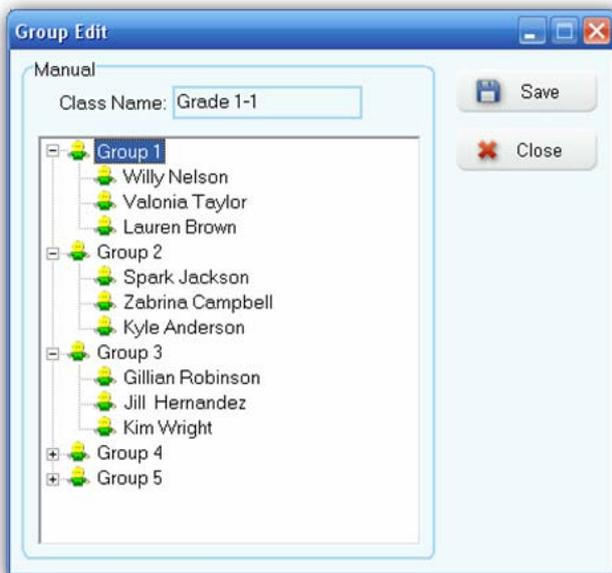 Group Edit
Manual
Class Name: Grade 1-1
Save
Close
Group 1
Willy Nelson
Valonia Taylor
Lauren Brown
Group 2
Spark Jackson
Zabrina Campbell
Kyle Anderson
Group 3
Gillian Robinson
Jill Hernandez
Kim Wright
Group 4
Group 5